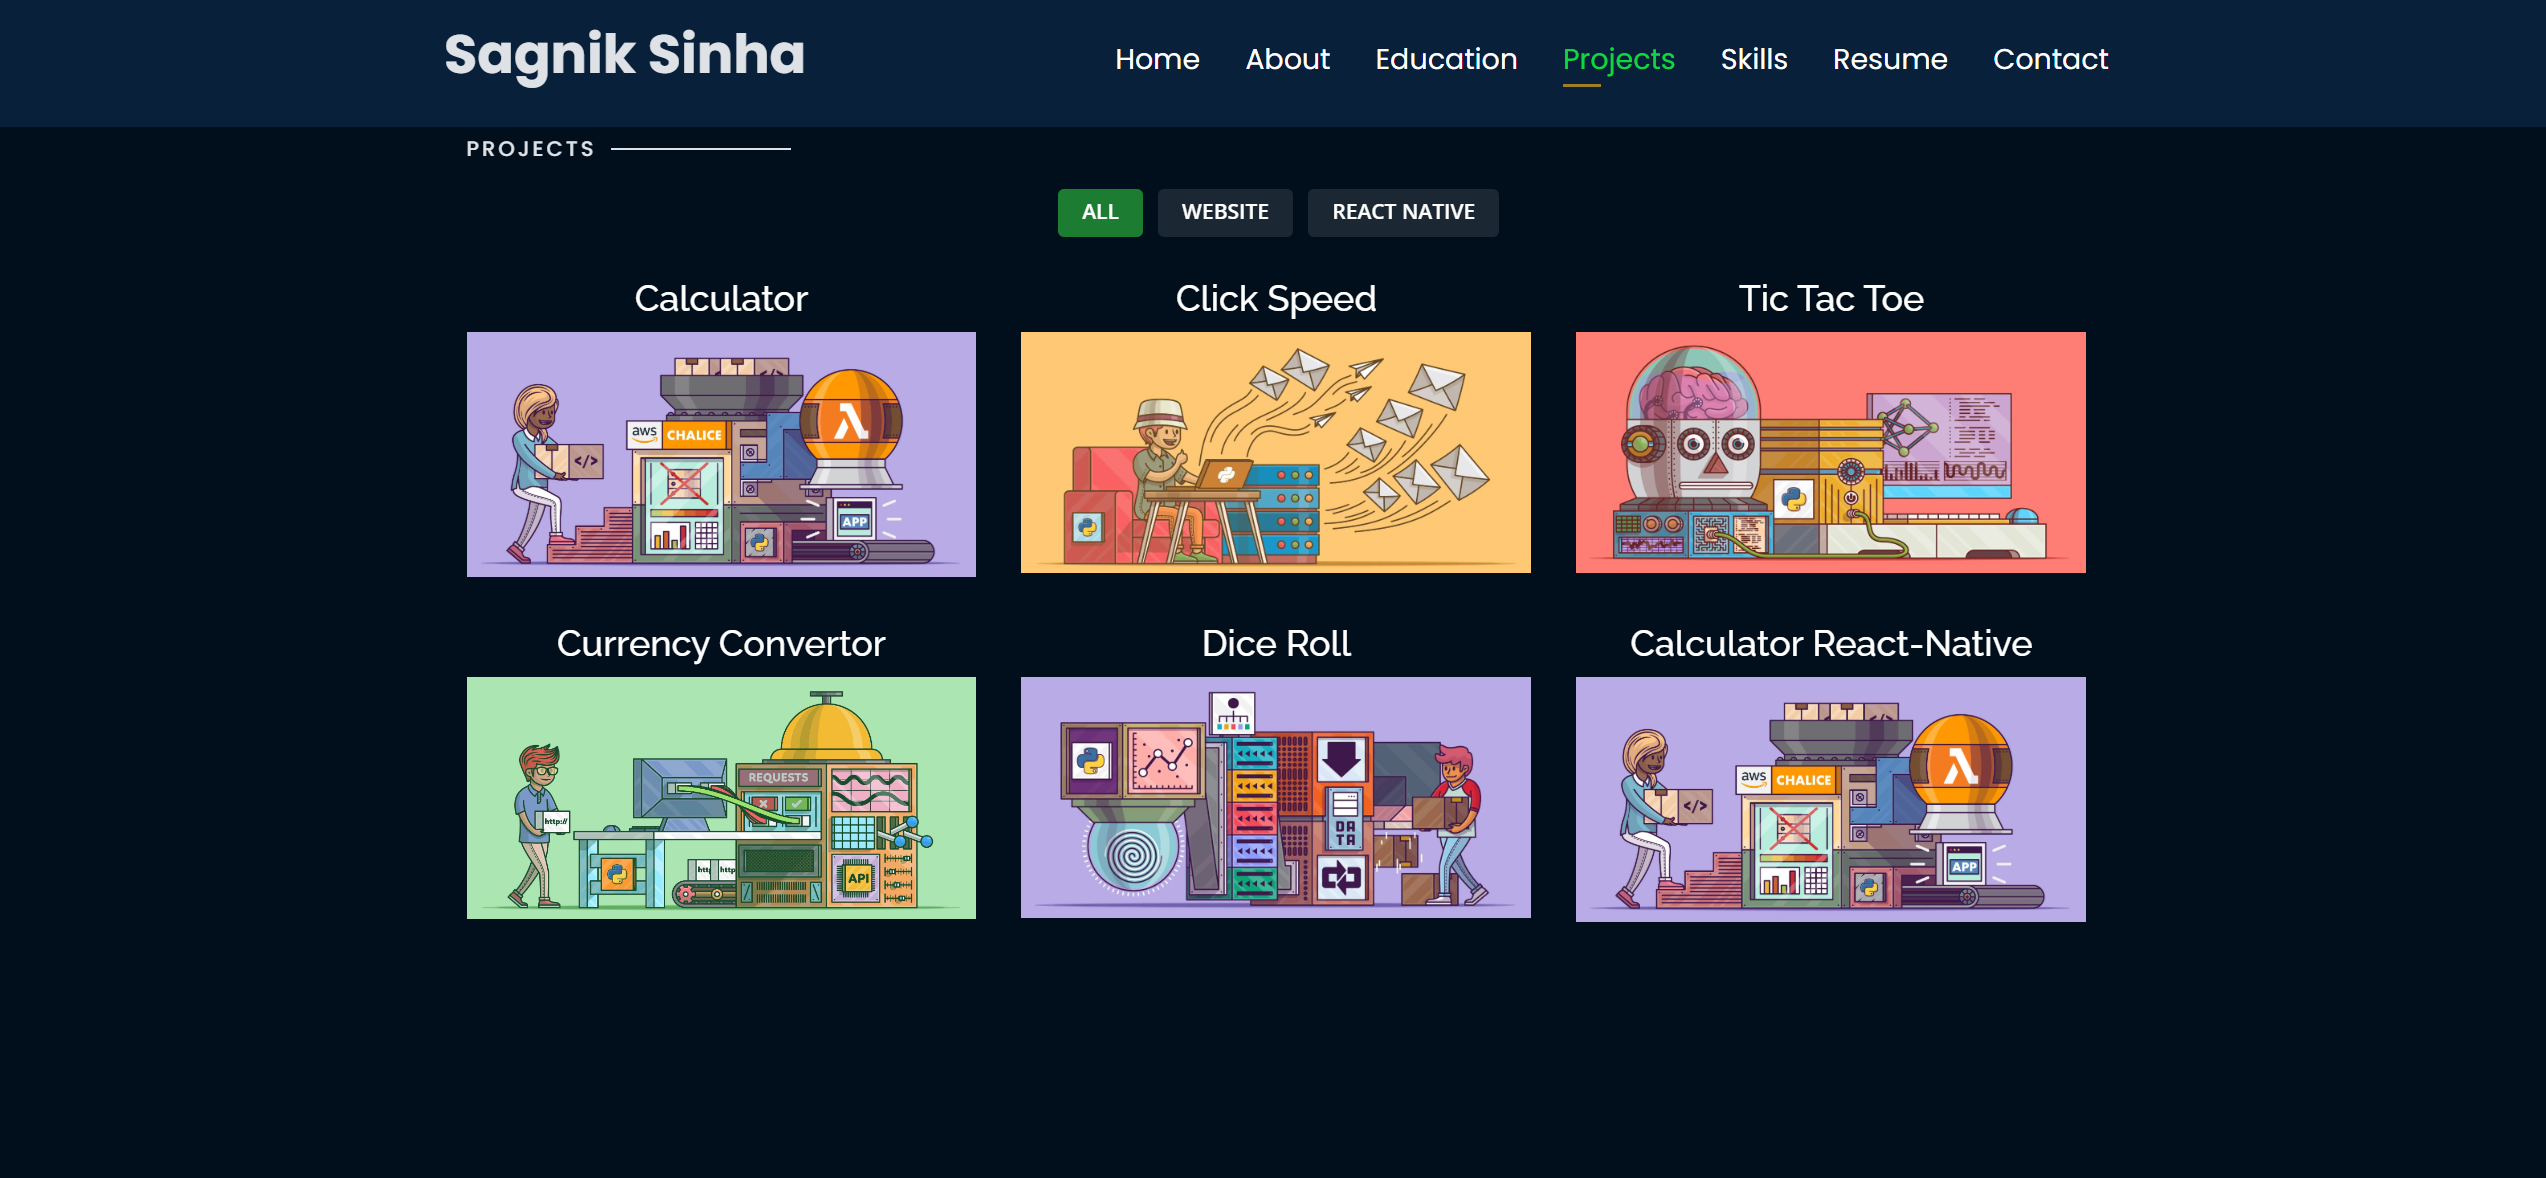 Sagnik Sinha
Home About Education Projects Skills Resume Contact
PROJECTS
ALL WEBSITE REACT NATIVE
Calculator
aws CHALICE
</>
APP
Click Speed
Tic Tac Toe
Currency Convertor
REQUESTS
http://
http
API
Dice Roll
DA
TA
Calculator React-Native
aws CHALICE
</>
APP